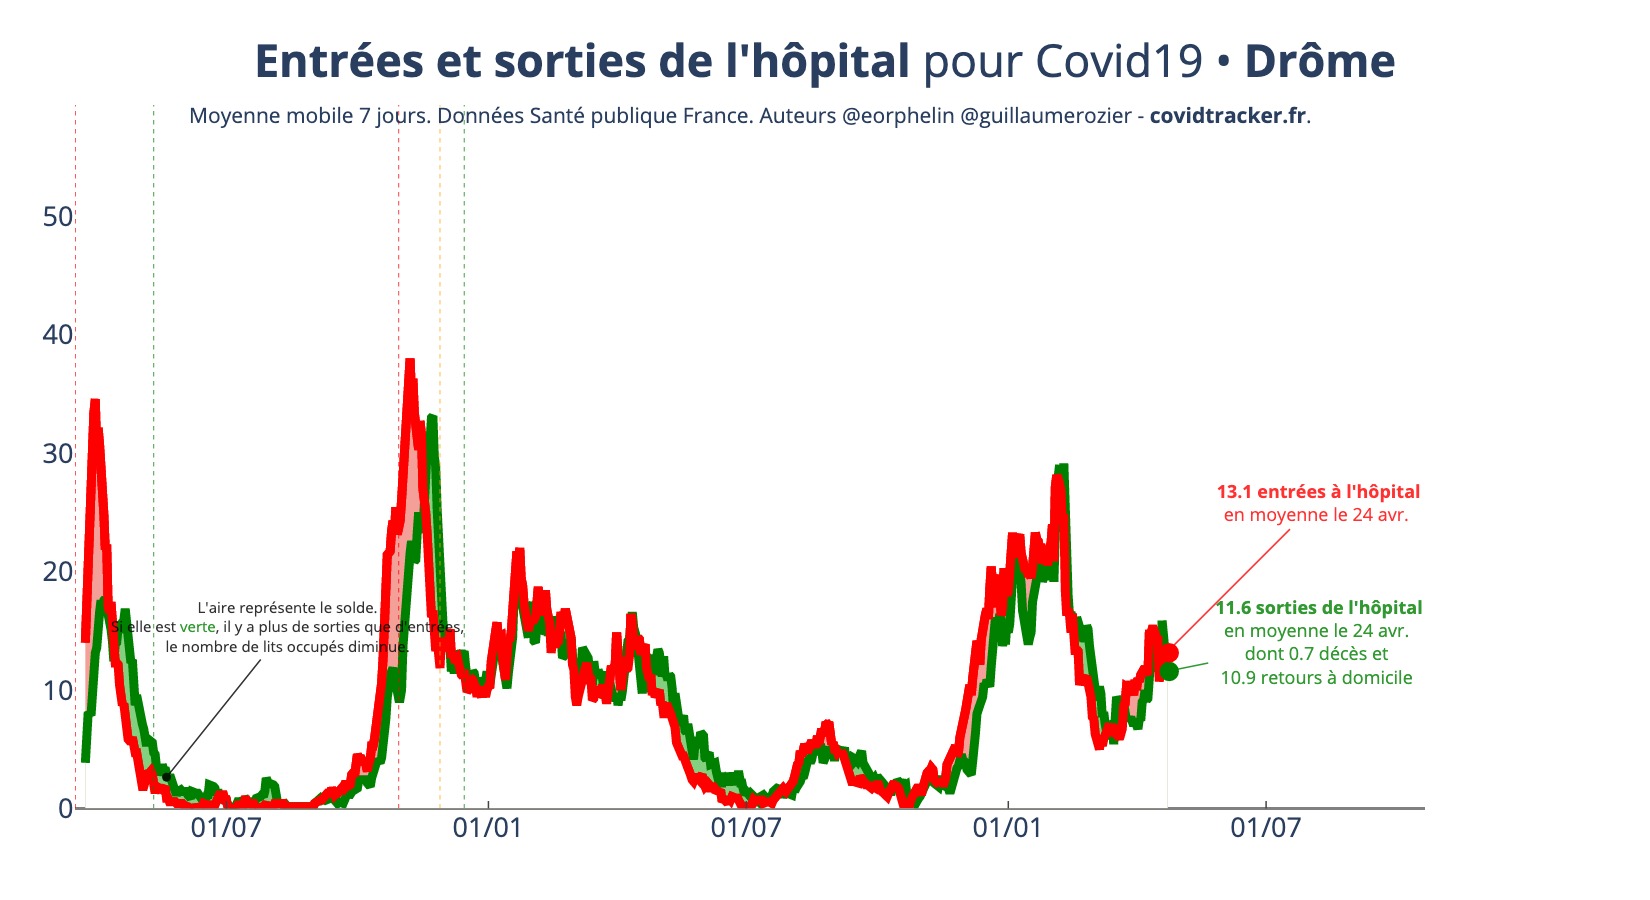 Entrées et sorties de l'hôpital pour Covid19 • Drôme
Moyenne mobile 7 jours. Données Santé publique France. Auteurs @eorphelin @guillaumerozier - covidtracker.fr.
50
40
30
20
10
0
L'aire représente le solde.
Si elle est verte, il y a plus de sorties que d'entrées,
le nombre de lits occupés diminue.
13.1 entrées à l'hôpital
en moyenne le 24 avr.
11.6 sorties de l'hôpital
en moyenne le 24 avr.
dont 0.7 décès et
10.9 retours à domicile
01/07 01/01 01/07 01/01 01/07